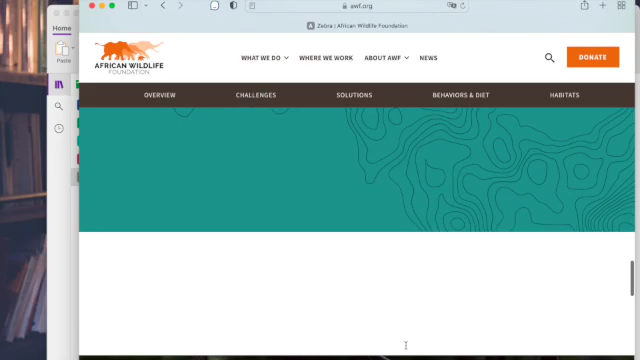 awf.org
Zebra | African Wildlife Foundation
Home
Paste
AFRICAN WILDLIFE
FOUNDATION
WHAT WE DO
WHERE WE WORK
ABOUT AWF
NEWS
DONATE
OVERVIEW
CHALLENGES
SOLUTIONS
BEHAVIORS & DIET
HABITATS